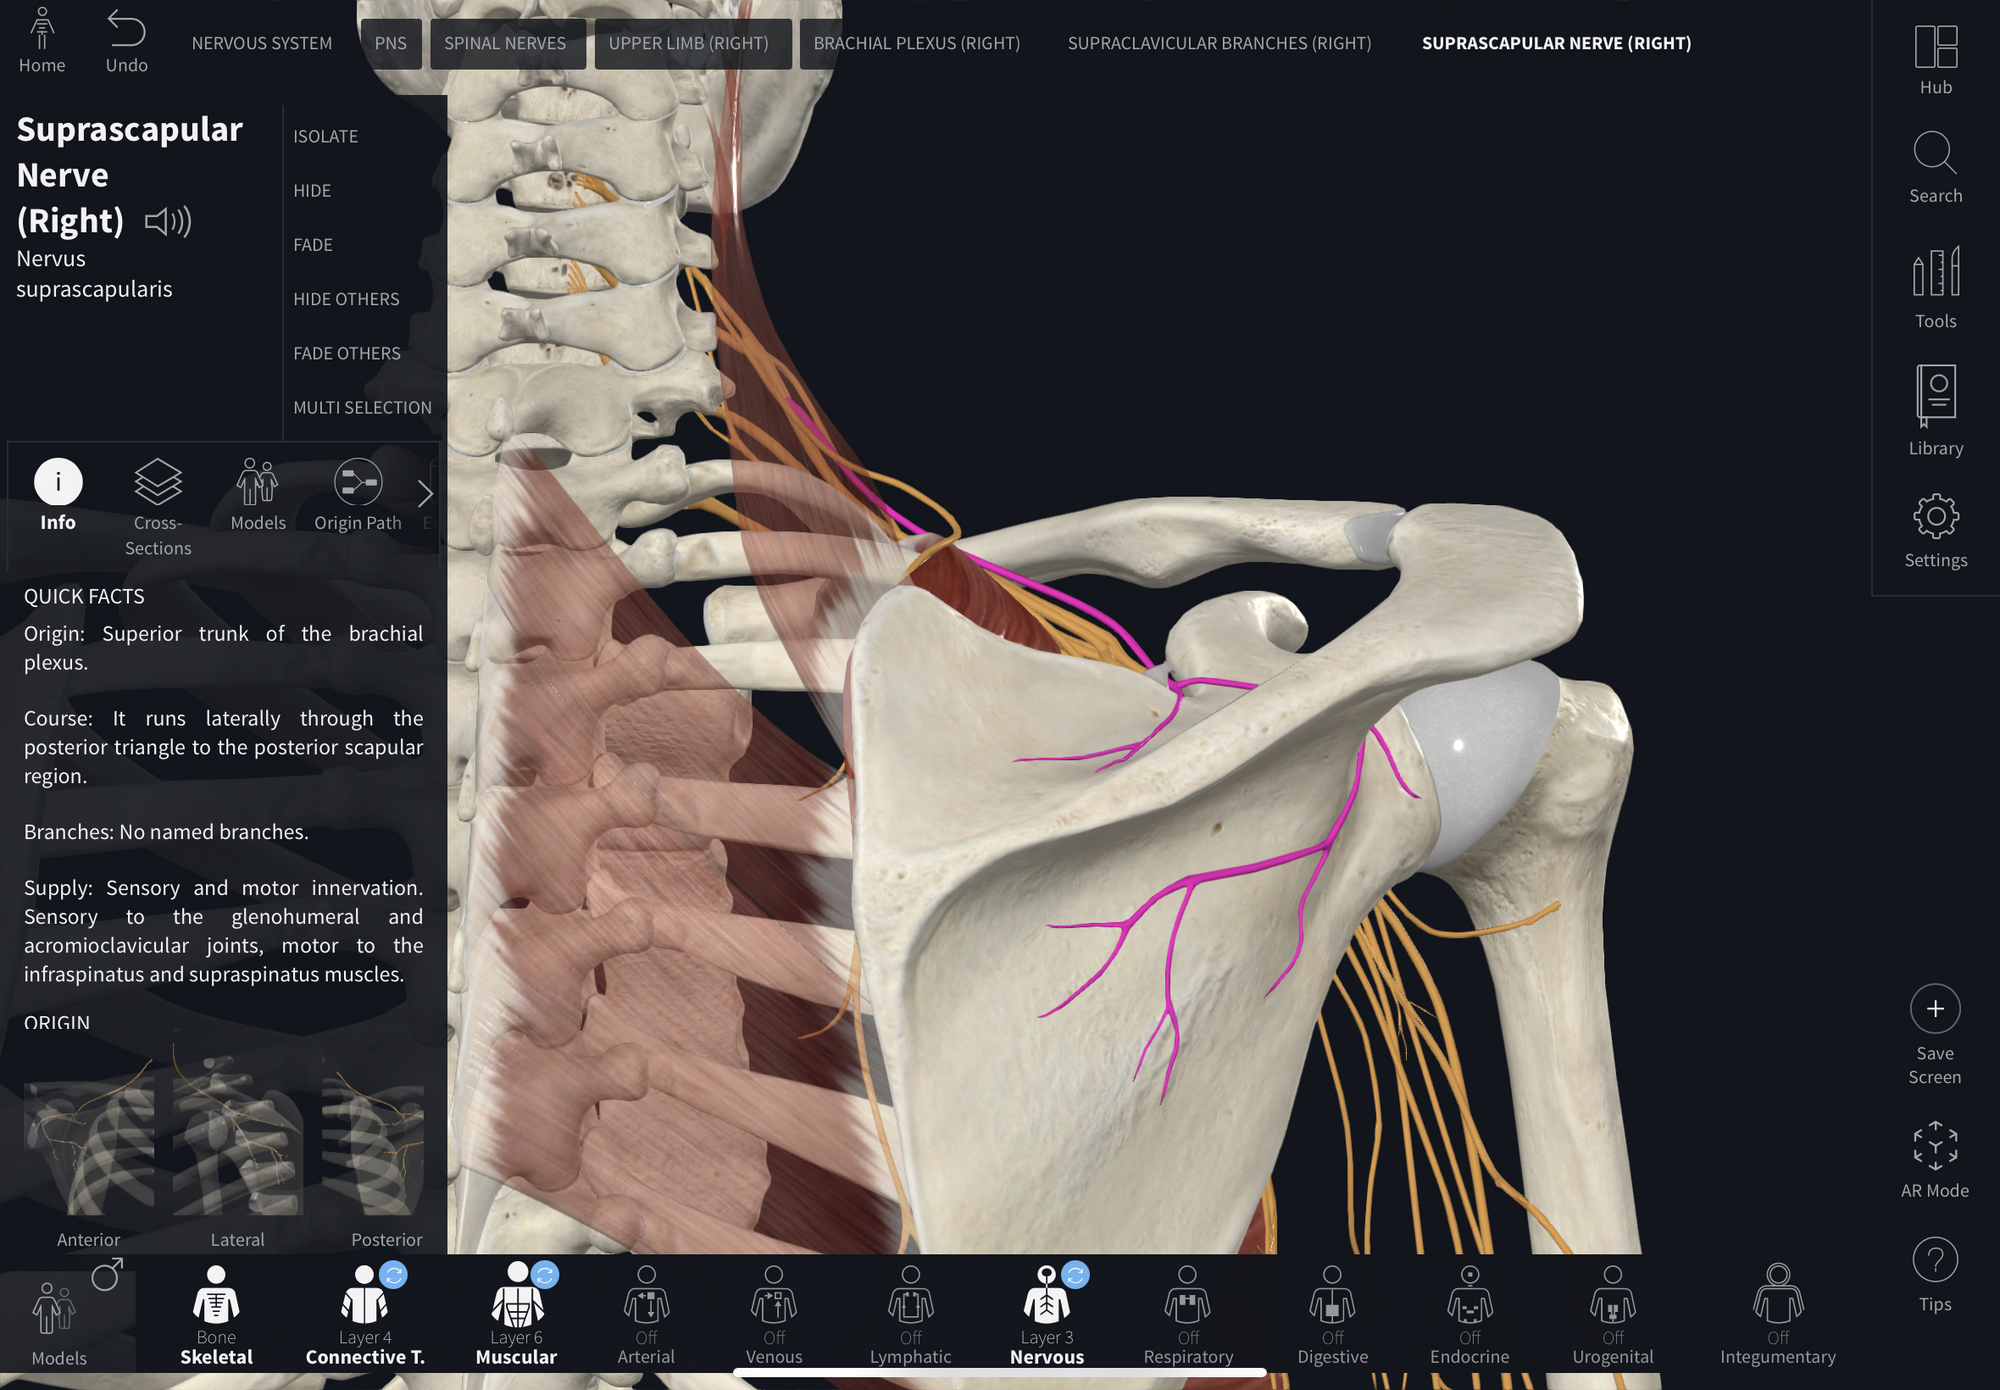 Home
Undo
NERVOUS SYSTEM
PNS
SPINAL NERVES
UPPER LIMB (RIGHT)
BRACHIAL PLEXUS (RIGHT)
SUPRACLAVICULAR BRANCHES (RIGHT)
SUPRASCAPULAR NERVE (RIGHT)
Suprascapular
Nerve
(Right)
Nervus
suprascapularis
ISOLATE
HIDE
FADE
HIDE OTHERS
FADE OTHERS
MULTI SELECTION
i
Info
Cross-
Sections
Models
Origin Path
QUICK FACTS
Origin: Superior trunk of the brachial
plexus.
Course: It runs laterally through the
posterior triangle to the posterior scapular
region.
Branches: No named branches.
Supply: Sensory and motor innervation.
Sensory to the glenohumeral and
acromioclavicular joints, motor to the
infraspinatus and supraspinatus muscles.
ORIGIN
Anterior
Lateral
Posterior
Hub
Search
Tools
Library
Settings
Save
Screen
AR Mode
?
Tips
Models
Bone
Skeletal
Layer 4
Connective T.
Layer 6
Muscular
Off
Arterial
Off
Venous
Off
Lymphatic
Layer 3
Nervous
Off
Respiratory
Off
Digestive
Off
Endocrine
Off
Urogenital
Off
Integumentary